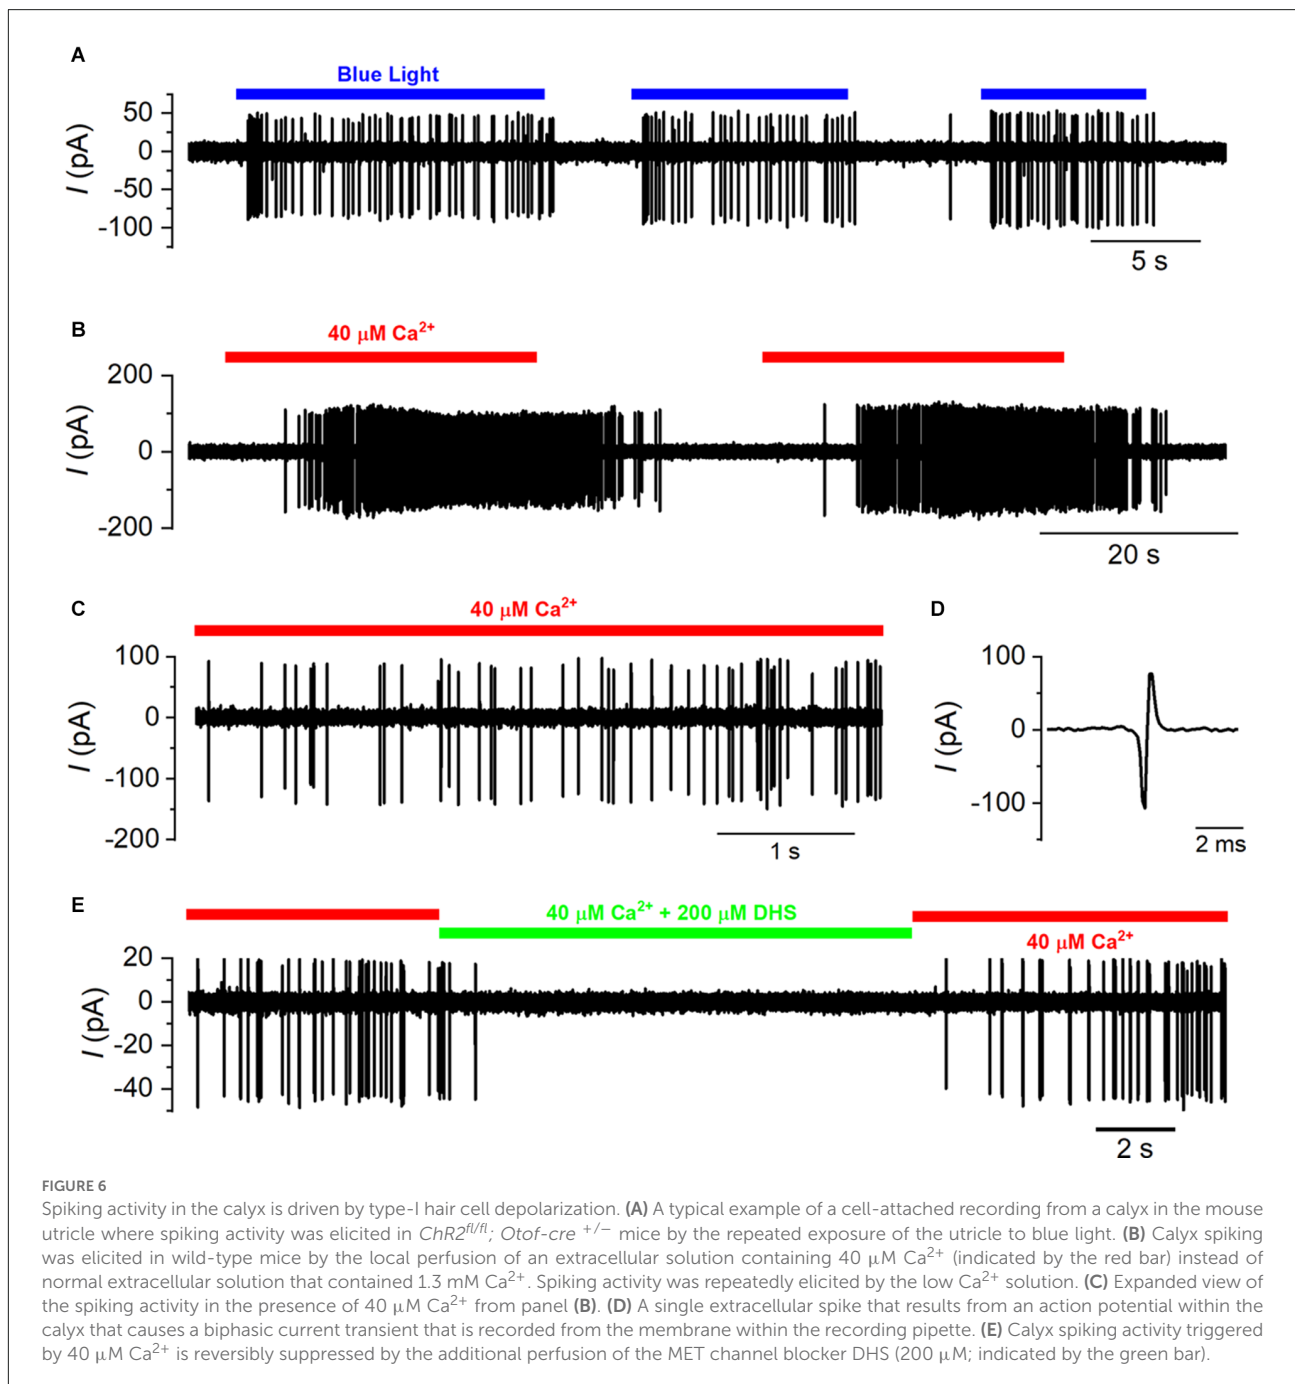 A
Blue Light
50
0
-50
-100
I (pA)
5 s
B
40 μM Ca²⁺
200
0
-200
I (pA)
20 s
C
40 μM Ca²⁺
100
0
-100
-200
I (pA)
1 s
D
100
0
-100
I (pA)
2 ms
E
40 μM Ca²⁺ + 200 μM DHS
40 μM Ca²⁺
20
0
-20
-40
I (pA)
2 s
FIGURE 6
Spiking activity in the calyx is driven by type-I hair cell depolarization. (A) A typical example of a cell-attached recording from a calyx in the mouse
utricle where spiking activity was elicited in ChR2fl/fl; Otof-cre +/− mice by the repeated exposure of the utricle to blue light. (B) Calyx spiking
was elicited in wild-type mice by the local perfusion of an extracellular solution containing 40 μM Ca²⁺ (indicated by the red bar) instead of
normal extracellular solution that contained 1.3 mM Ca²⁺. Spiking activity was repeatedly elicited by the low Ca²⁺ solution. (C) Expanded view of
the spiking activity in the presence of 40 μM Ca²⁺ from panel (B). (D) A single extracellular spike that results from an action potential within the
calyx that causes a biphasic current transient that is recorded from the membrane within the recording pipette. (E) Calyx spiking activity triggered
by 40 μM Ca²⁺ is reversibly suppressed by the additional perfusion of the MET channel blocker DHS (200 μM; indicated by the green bar).